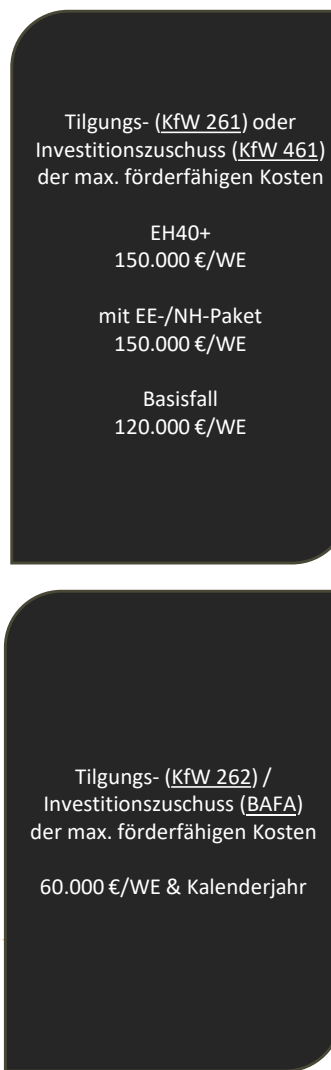 Tilgungs- (KfW 261) oder
Investitionszuschuss (KfW 461)
der max. förderfähigen Kosten
EH40+
150.000 €/WE
mit EE-/NH-Paket
150.000 €/WE
Basisfall
120.000 €/WE
Tilgungs- (KfW 262) /
Investitionszuschuss (BAFA)
der max. förderfähigen Kosten
60.000 €/WE & Kalenderjahr